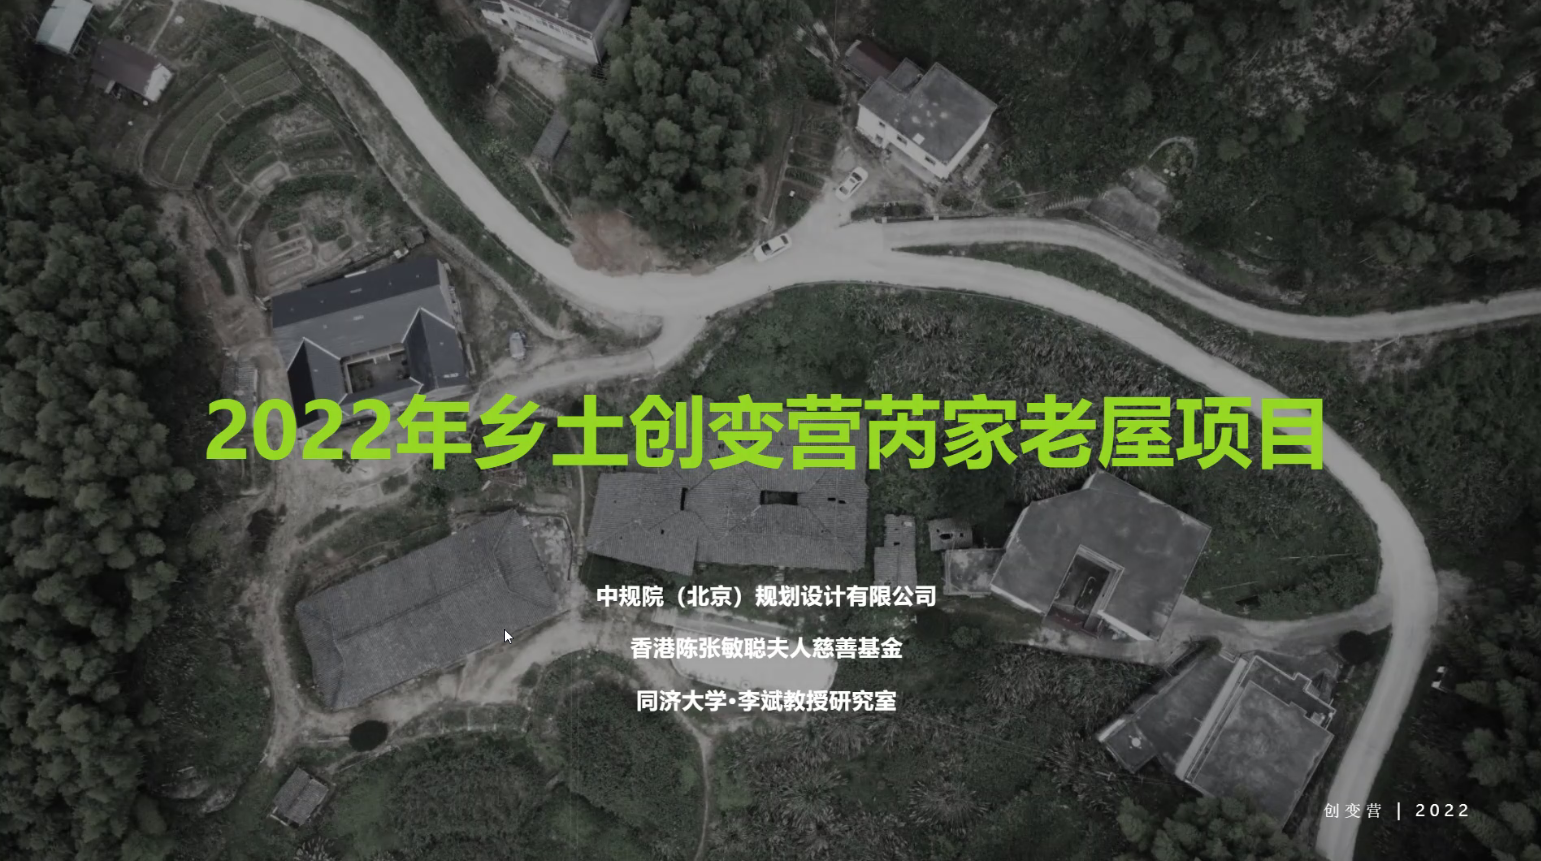 2022年乡土创变营芮家老屋项目
中规院（北京）规划设计有限公司
香港陈张敏聪夫人慈善基金
同济大学·李斌教授研究室
创变营 | 2022